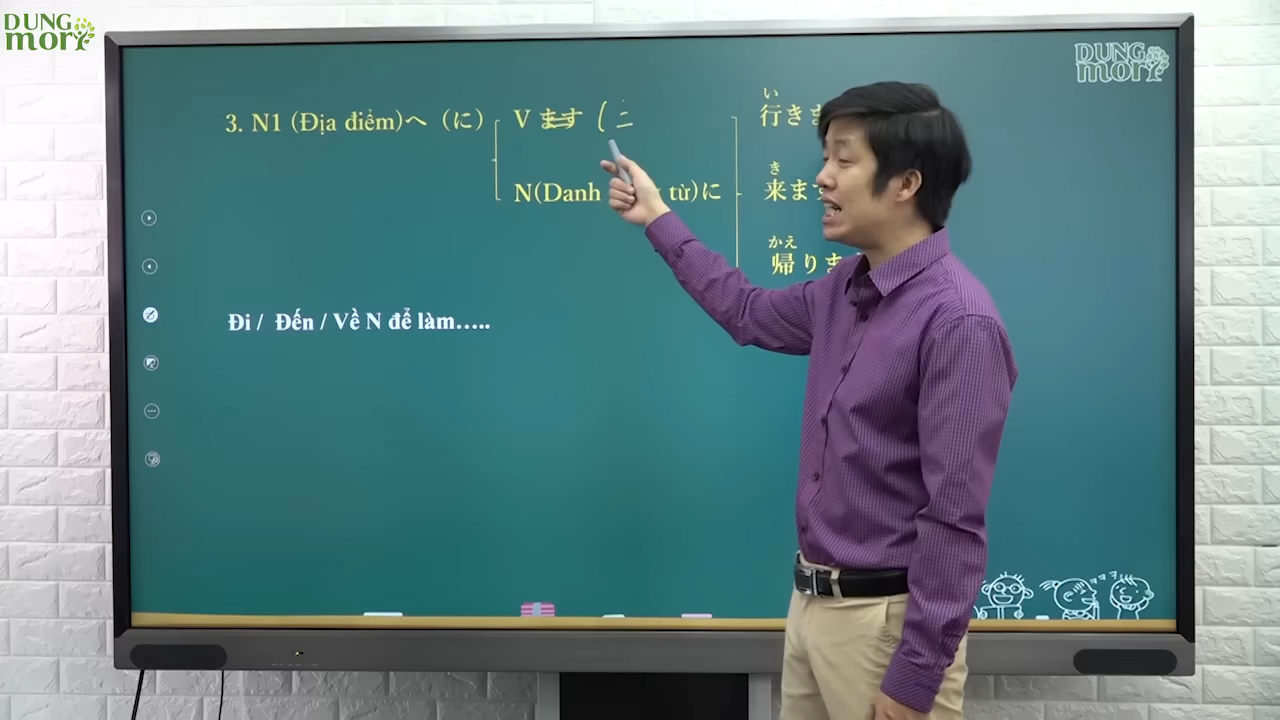 DUNG
mori
DUNG
mori
3. N1 (Địa điểm)へ（に） V ます (
い
行きま
N(Danh từ)に
き
来ます
かえ
帰りま
Đi / Đến / Về N để làm…..